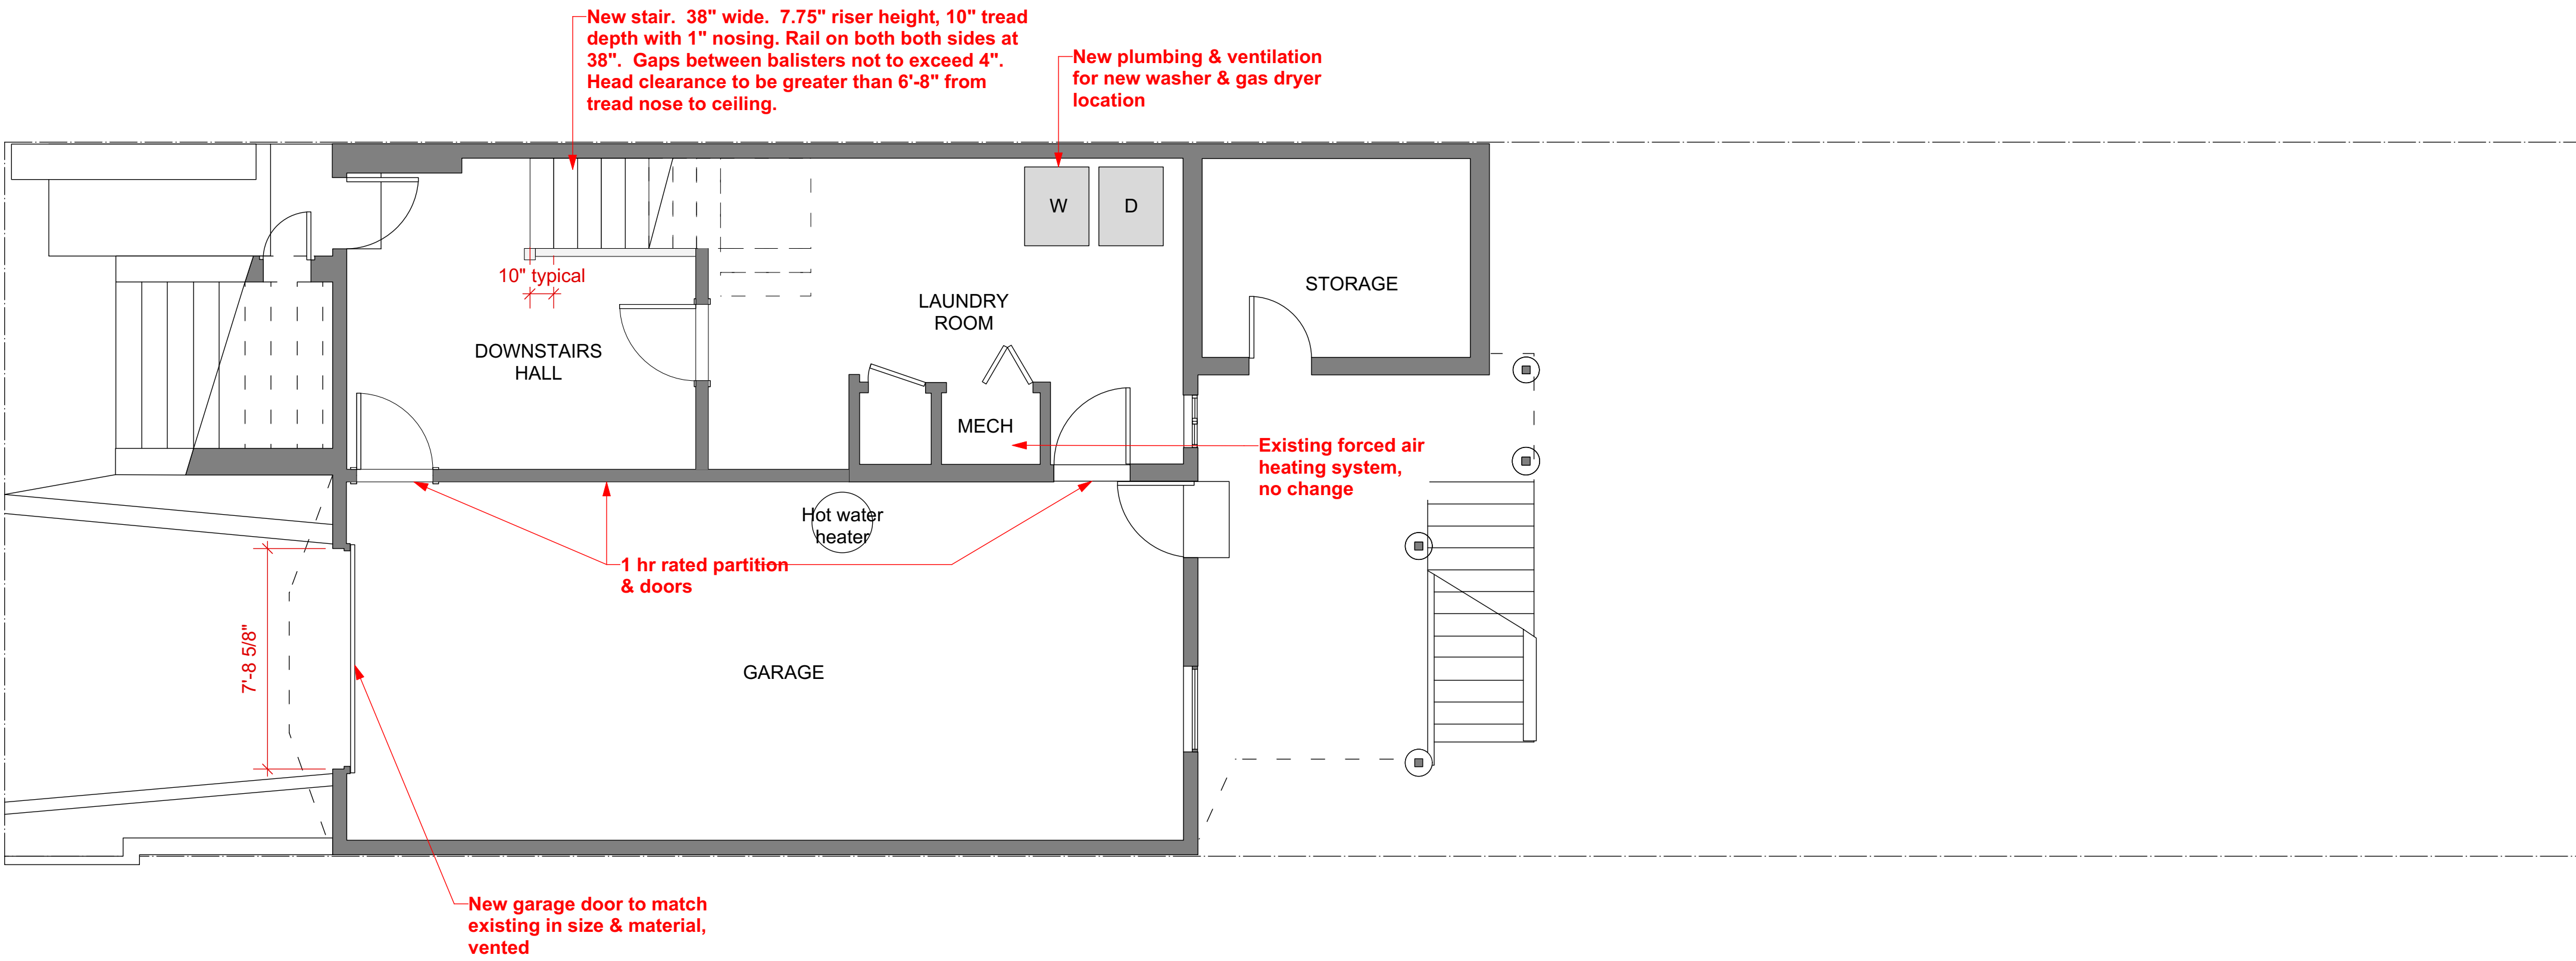 New stair.  38" wide.  7.75" riser height, 10" tread
depth with 1" nosing. Rail on both both sides at
38".  Gaps between balisters not to exceed 4".
Head clearance to be greater than 6'-8" from
tread nose to ceiling.
New plumbing & ventilation
for new washer & gas dryer
location
W
D
10" typical
STORAGE
LAUNDRY
ROOM
DOWNSTAIRS
HALL
MECH
Existing forced air
heating system,
no change
Hot water
heater
1 hr rated partition
& doors
7'-8 5/8"
GARAGE
New garage door to match
existing in size & material,
vented